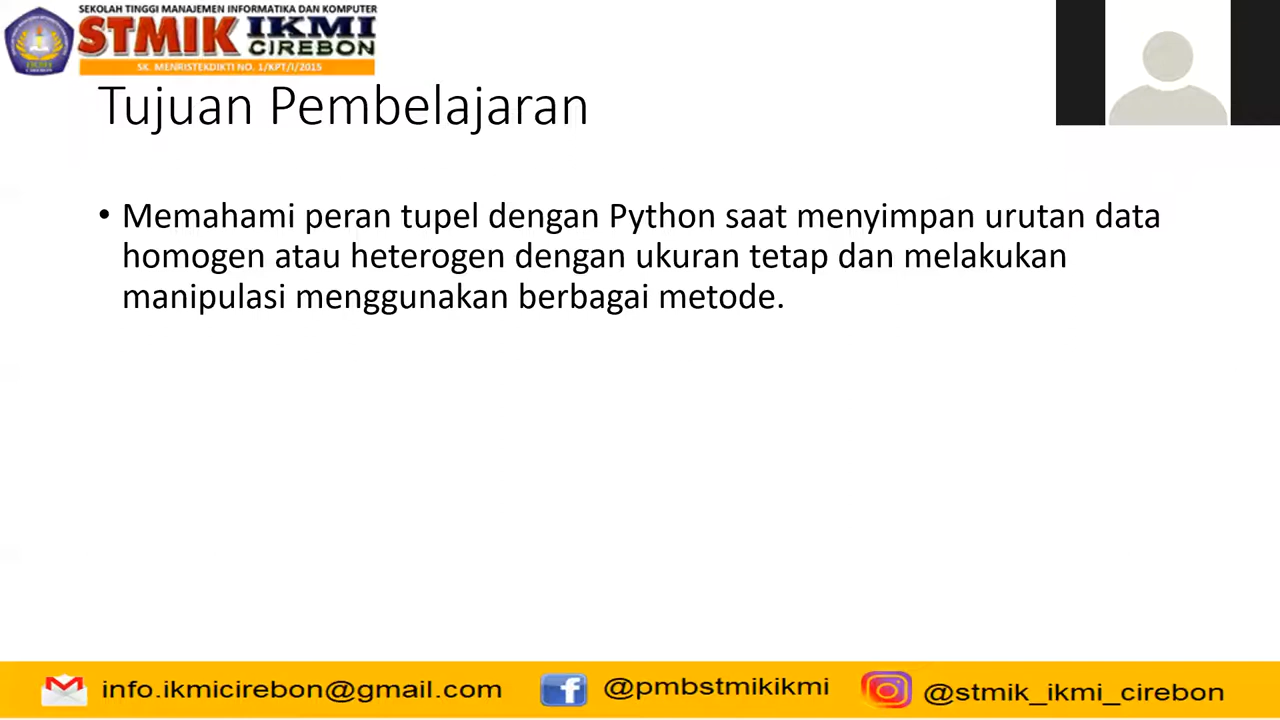 SEKOLAH TINGGI MANAJEMEN INFORMATIKA DAN KOMPUTER
STMIK IKMI
CIREBON
SK. MENRISTEKDIKTI NO. 1/KPT/I/2015
Tujuan Pembelajaran
• Memahami peran tupel dengan Python saat menyimpan urutan data
homogen atau heterogen dengan ukuran tetap dan melakukan
manipulasi menggunakan berbagai metode.
info.ikmicirebon@gmail.com
@pmbstmikikmi
@stmik_ikmi_cirebon